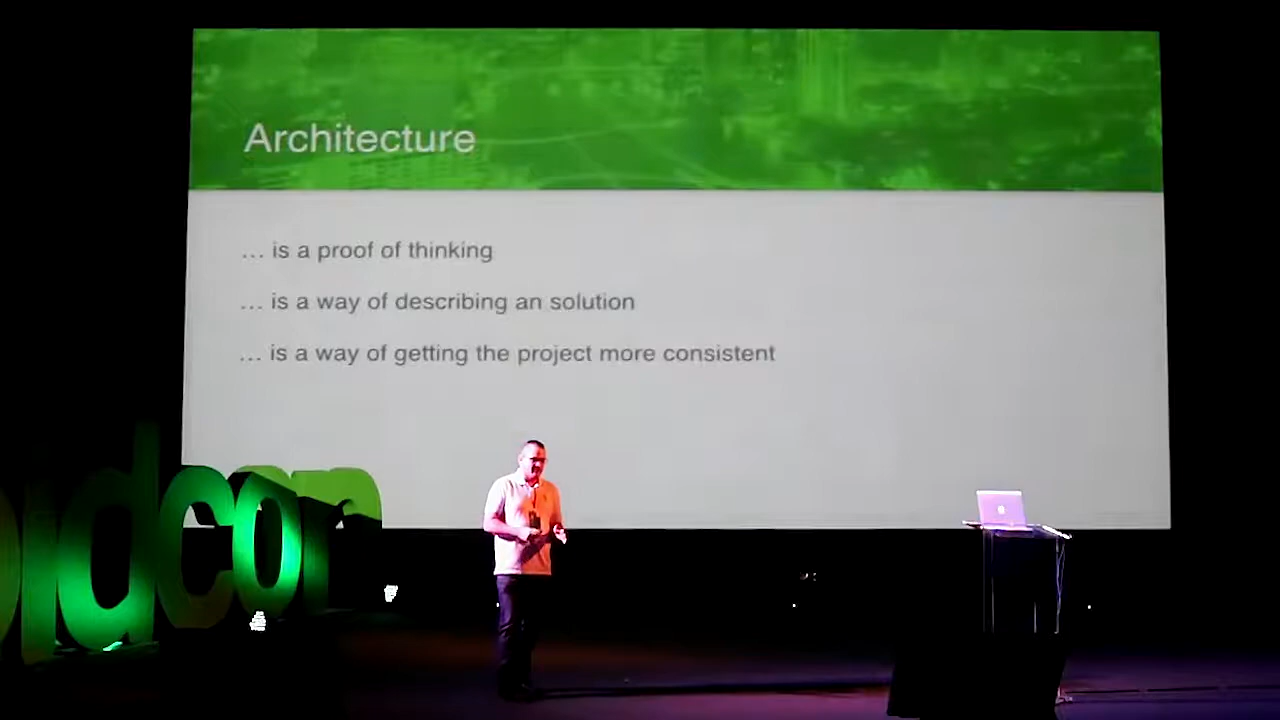 Architecture
... is a proof of thinking
... is a way of describing an solution
... is a way of getting the project more consistent
oidcon